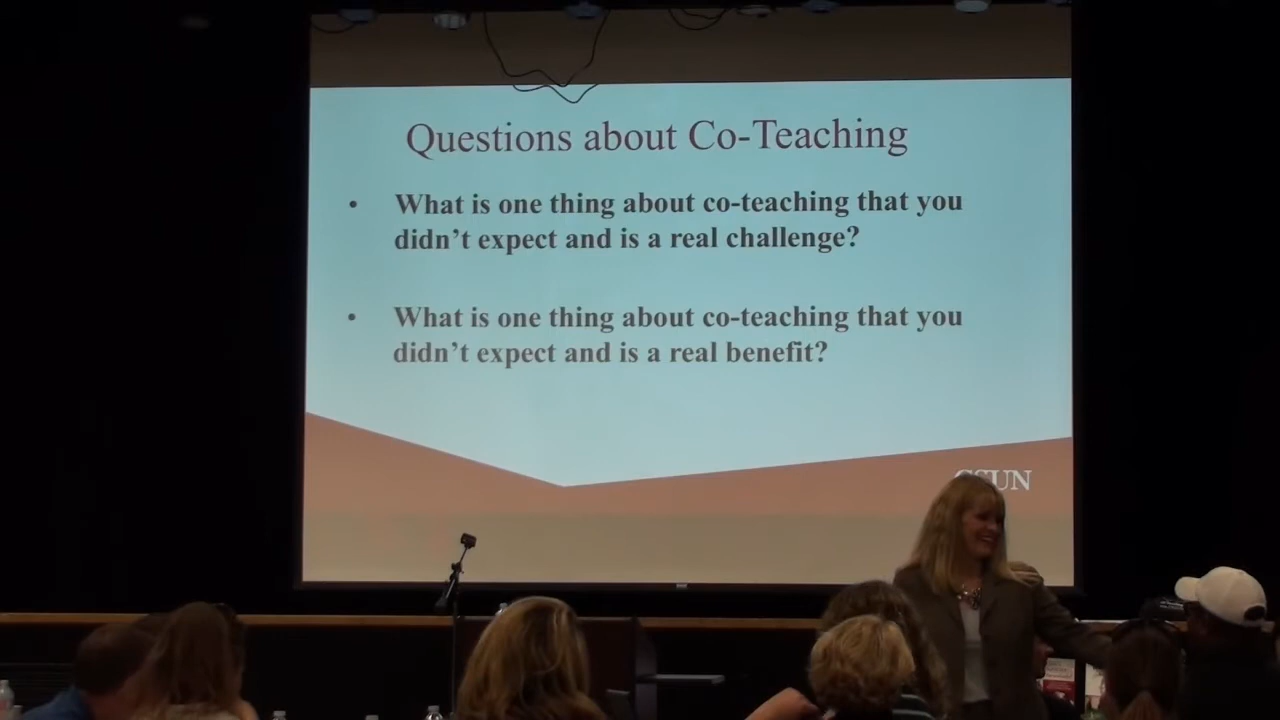 Questions about Co-Teaching
• What is one thing about co-teaching that you
didn't expect and is a real challenge?
• What is one thing about co-teaching that you
didn't expect and is a real benefit?
CSUN